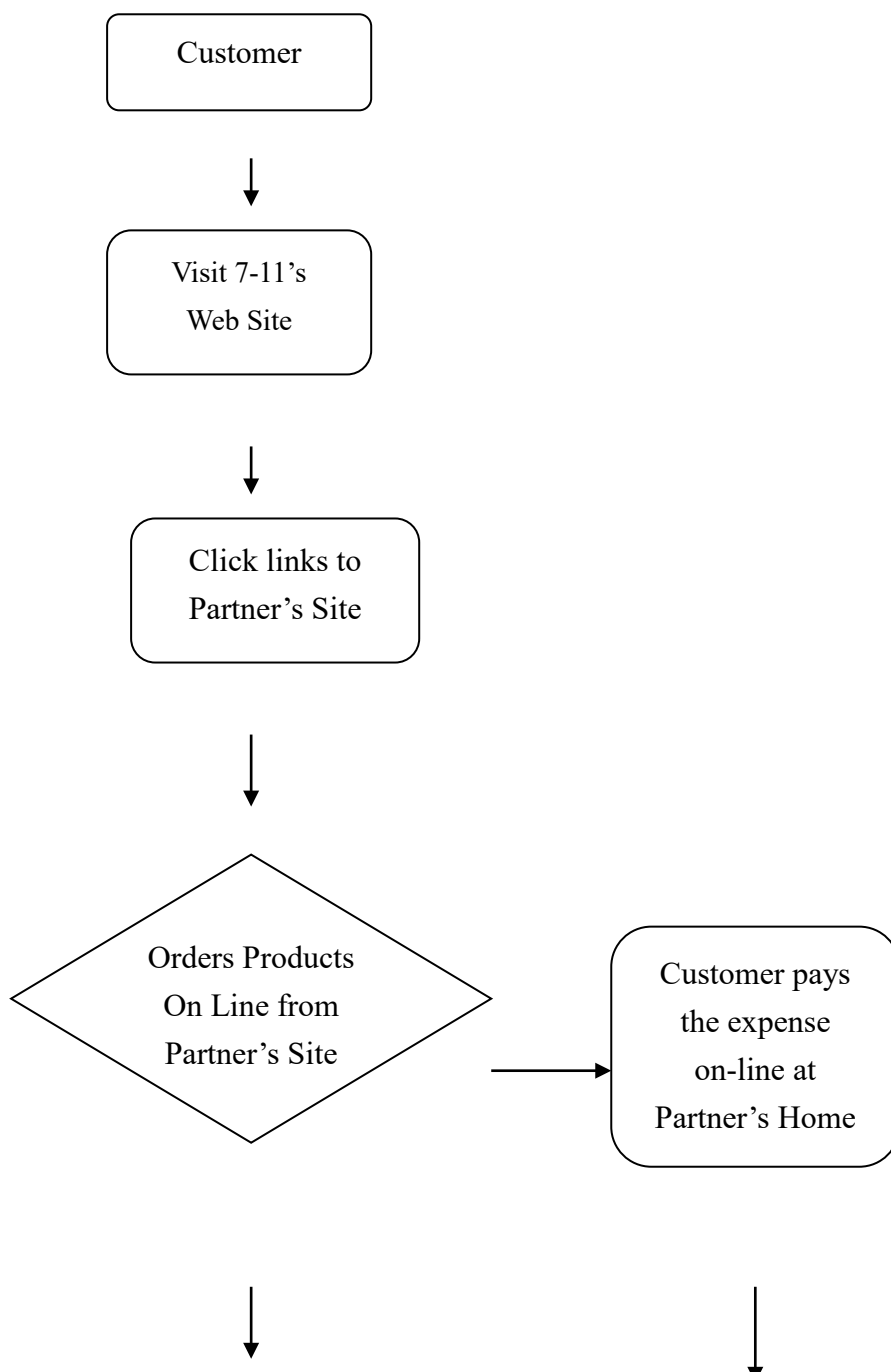 Customer
Visit 7-11’s
Web Site
Click links to
Partner’s Site
Orders Products
On Line from
Partner’s Site
Customer pays
the expense
on-line at
Partner’s Home